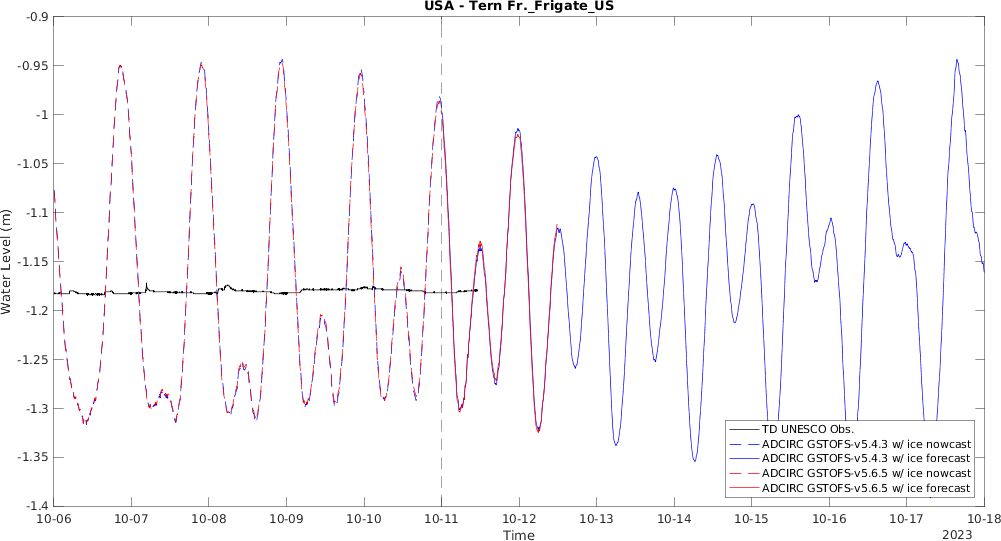 USA - Tern Fr._Frigate_US
-0.9
-0.95
-1
-1.05
-1.1
-1.15
-1.2
-1.25
-1.3
-1.35
-1.4
Water Level (m)
TD UNESCO Obs.
ADCIRC GSTOFS-v5.4.3 w/ ice nowcast
ADCIRC GSTOFS-v5.4.3 w/ ice forecast
ADCIRC GSTOFS-v5.6.5 w/ ice nowcast
ADCIRC GSTOFS-v5.6.5 w/ ice forecast
10-06 10-07 10-08 10-09 10-10 10-11 10-12 10-13 10-14 10-15 10-16 10-17 10-18
Time
2023